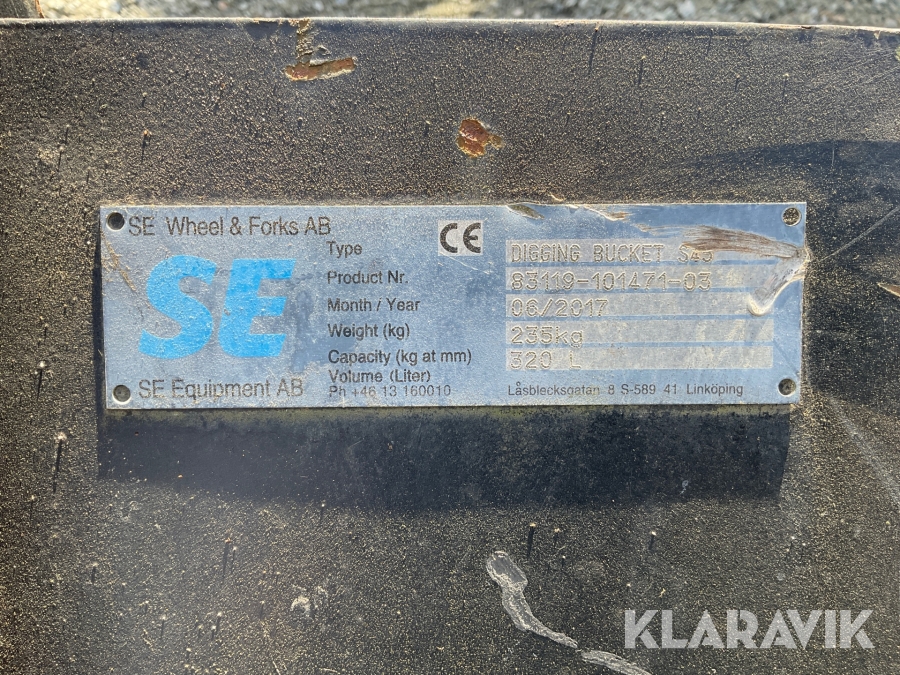 SE Wheel & Forks AB
CE
Type DIGGING BUCKET S45
Product Nr. 83119-101471-03
Month / Year 06/2017
SE
Weight (kg) 235kg
Capacity (kg at mm) 320 L
Volume (Liter)
SE Equipment AB
Ph +46 13 160010
Låsblecksgatan 8 S-589 41 Linköping
KLARAVIK